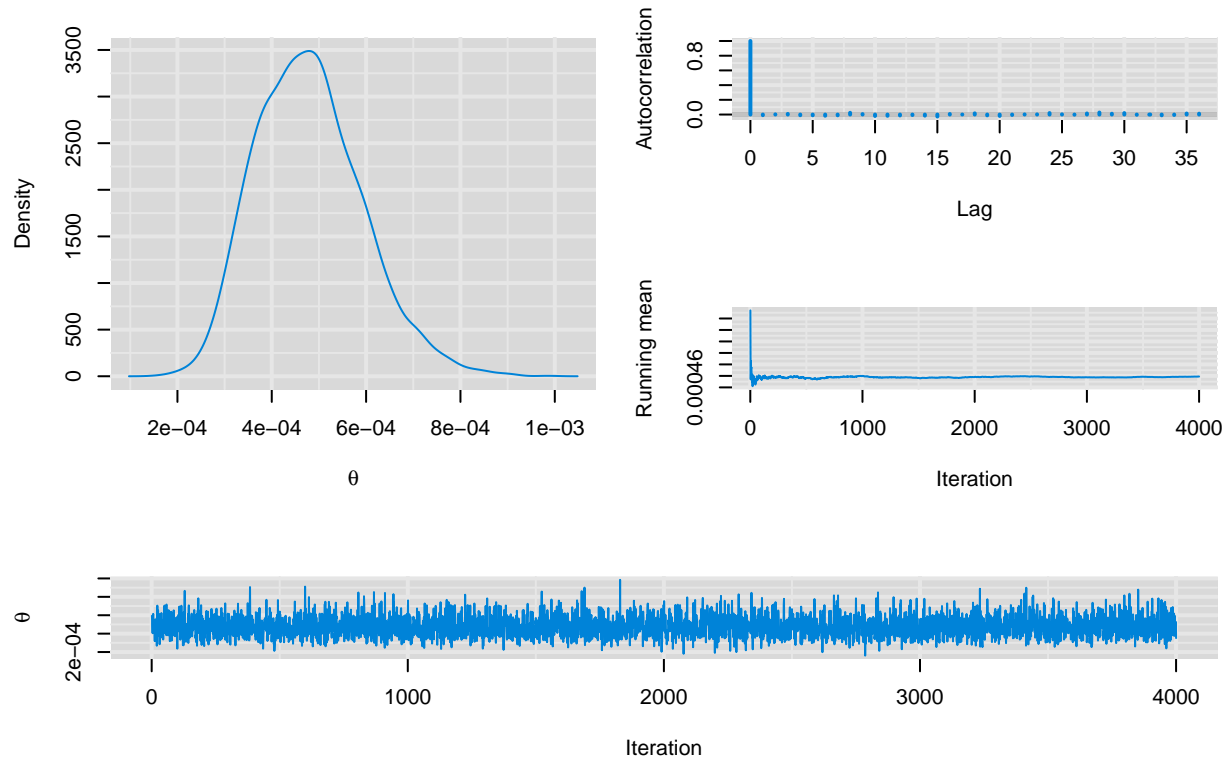 Density
0 500 1500 2500 3500
2e−04 4e−04 6e−04 8e−04 1e−03
θ
Autocorrelation
0.0 0.8
0 5 10 15 20 25 30 35
Lag
Running mean
0.00046
0 1000 2000 3000 4000
Iteration
θ
2e−04
0 1000 2000 3000 4000
Iteration